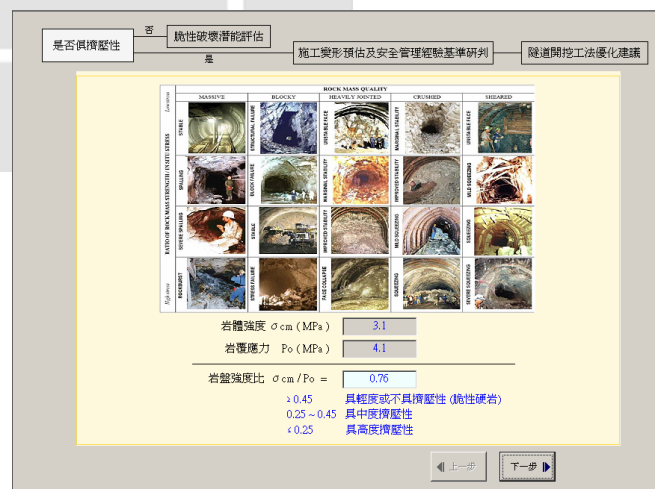 是否俱擠壓性
否
脆性破壞潛能評估
是
施工變形預估及安全管理經驗基準研判
隧道開挖工法優化建議
ROCK MASS QUALITY
MASSIVE BLOCKY HEAVILY JOINTED CRUSHED SHEARED
RATIO OF ROCK MASS STRENGTH / IN SITU STRESS
Low stress
STABLE
STRUCTURAL FAILURE
UNSTABLE FACE
MARGINAL STABILITY
UNSTABLE FACE
SPALLING
BLOCK FAILURE
MARGINAL STABILITY
IMPROVED STABILITY
MILD SQUEEZING
SEVERE SPALLING
STABLE
IMPROVED STABILITY
MILD SQUEEZING
SQUEEZING
High stress
ROCKBURST
STRESS FAILURE
FACE COLLAPSE
SQUEEZING
SEVERE SQUEEZING
岩體強度 σcm (MPa) 3.1
岩覆應力 Po (MPa) 4.1
岩盤強度比 σcm/Po = 0.76
≥ 0.45 具輕度或不具擠壓性 (脆性硬岩)
0.25 ~ 0.45 具中度擠壓性
≤ 0.25 具高度擠壓性
上一步
下一步